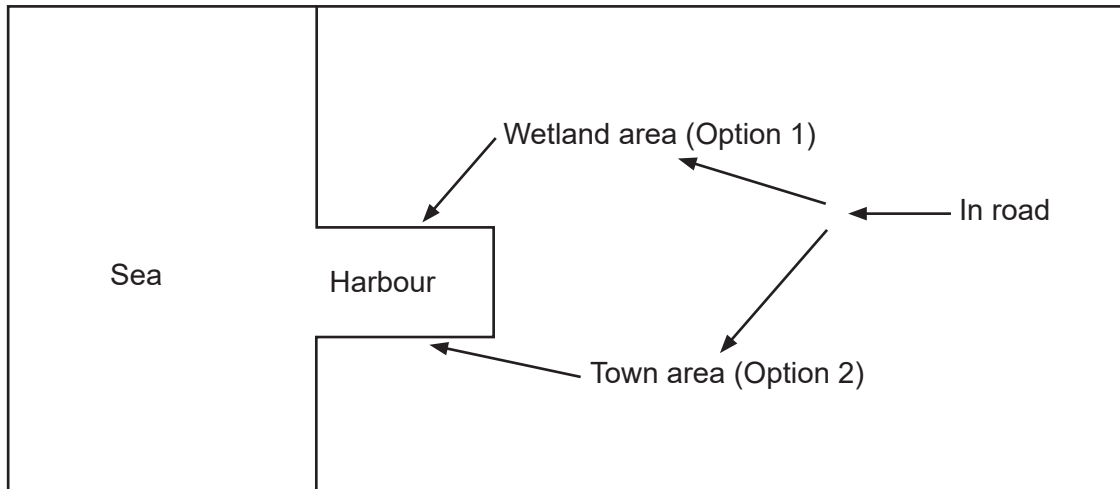 Wetland area (Option 1)
In road
Sea
Harbour
Town area (Option 2)